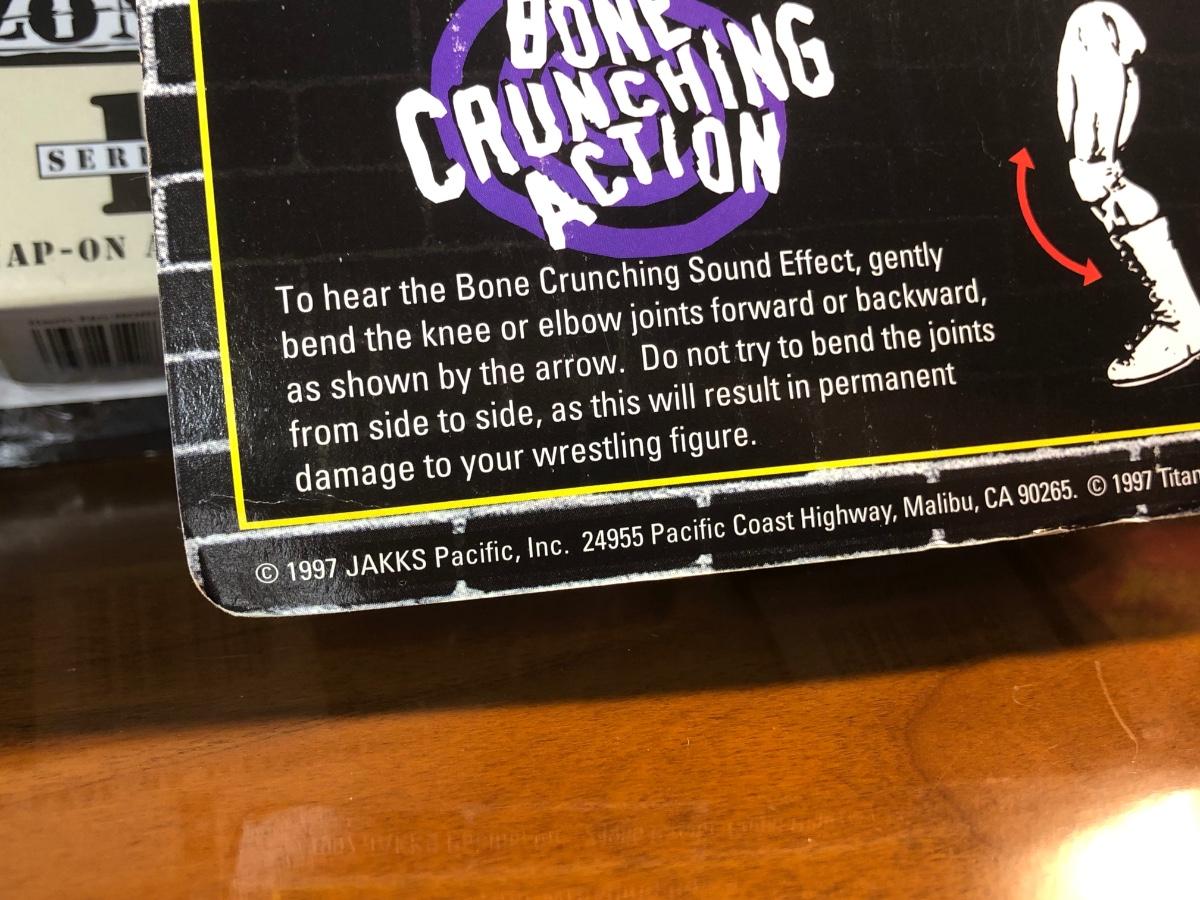 BONE
CRUNCHING
ACTION
To hear the Bone Crunching Sound Effect, gently
bend the knee or elbow joints forward or backward,
as shown by the arrow. Do not try to bend the joints
from side to side, as this will result in permanent
damage to your wrestling figure.
© 1997 JAKKS Pacific, Inc. 24955 Pacific Coast Highway, Malibu, CA 90265. © 1997 Titan
SERI
AP-ON